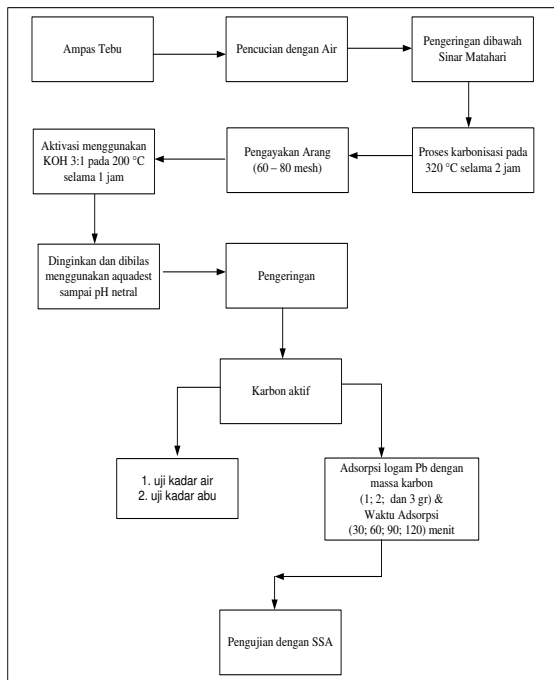 Ampas Tebu
Pencucian dengan Air
Pengeringan dibawah
Sinar Matahari
Proses karbonisasi pada
320 °C selama 2 jam
Pengayakan Arang
(60 – 80 mesh)
Aktivasi menggunakan
KOH 3:1 pada 200 °C
selama 1 jam
Dinginkan dan dibilas
menggunakan aquadest
sampai pH netral
Pengeringan
Karbon aktif
1. uji kadar air
2. uji kadar abu
Adsorpsi logam Pb dengan
massa karbon
(1; 2; dan 3 gr) &
Waktu Adsorpsi
(30; 60; 90; 120) menit
Pengujian dengan SSA